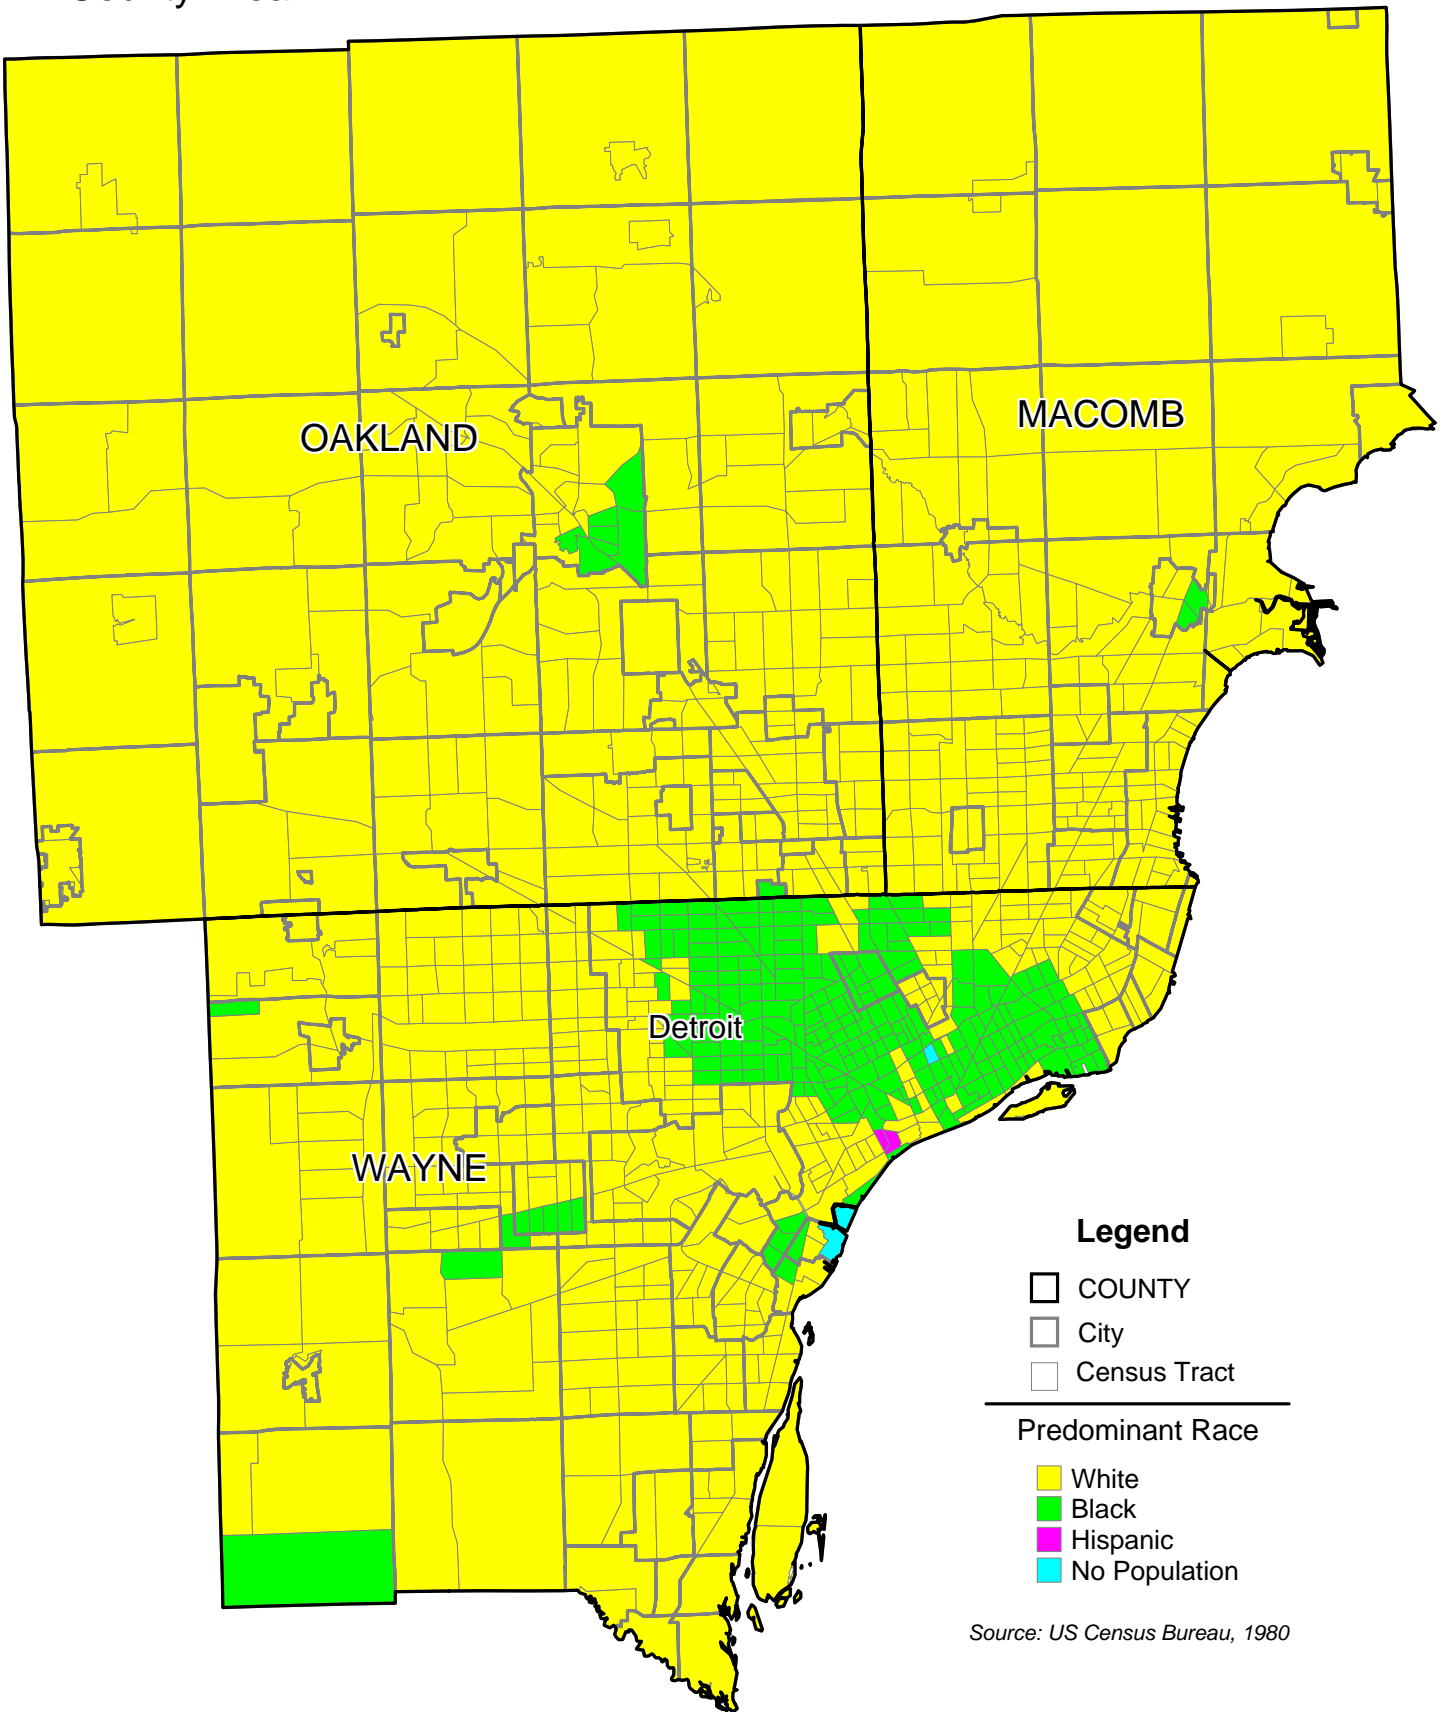 OAKLAND
MACOMB
Detroit
WAYNE
Legend
COUNTY
City
Census Tract
Predominant Race
White
Black
Hispanic
No Population
Source: US Census Bureau, 1980